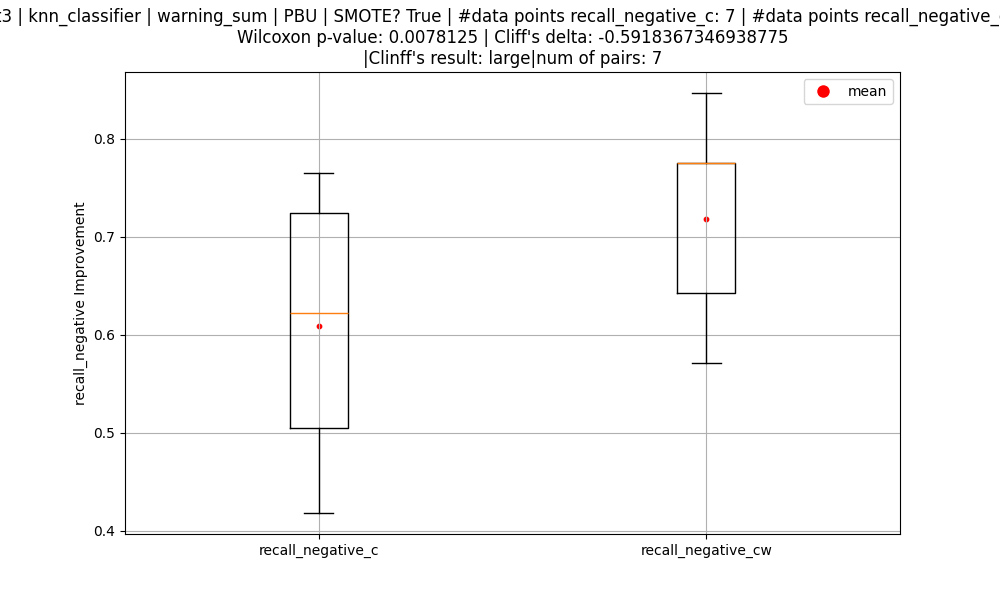 | knn_classifier | warning_sum | PBU | SMOTE? True | #data points recall_negative_c: 7 | #data points
Wilcoxon p-value: 0.0078125 | Cliff's delta: -0.5918367346938775
|Clinff's result: large|num of pairs: 7
mean
0.8
0.7
0.6
0.5
0.4
recall_negative Improvement
recall_negative_c
recall_negative_cw